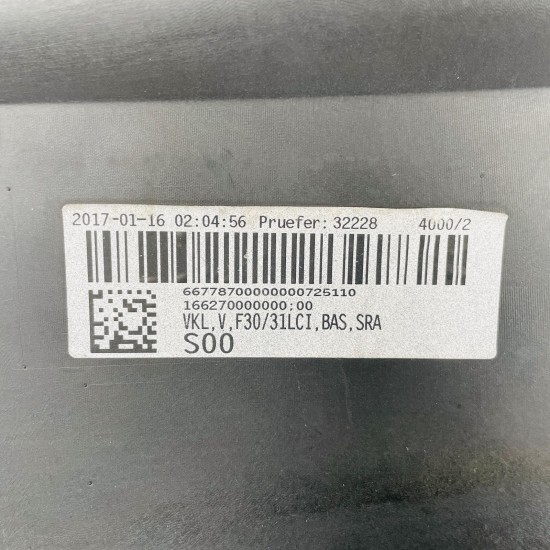 2017-01-16 02:04:56 Pruefer: 32228 4000/2
66778700000000725110
166270000000;00
VKL,V,F30/31LCI,BAS,SRA
S00